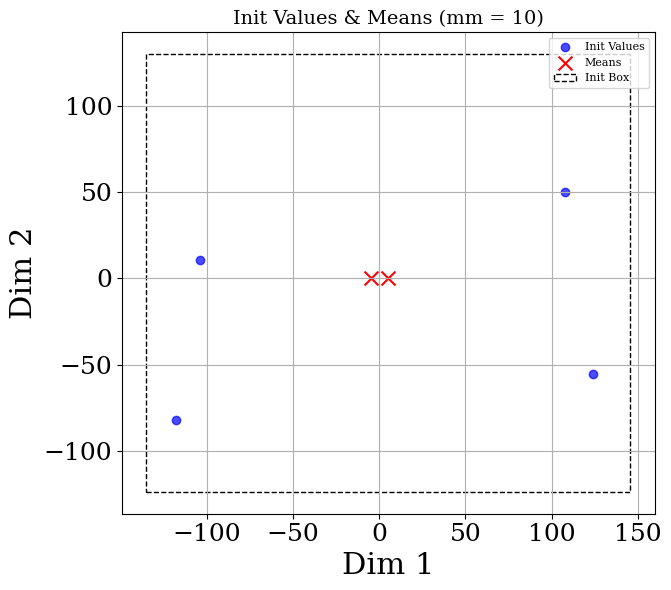 Init Values & Means (mm = 10)
Init Values
Means
Init Box
Dim 2
100
50
0
−50
−100
−100 −50 0 50 100 150
Dim 1